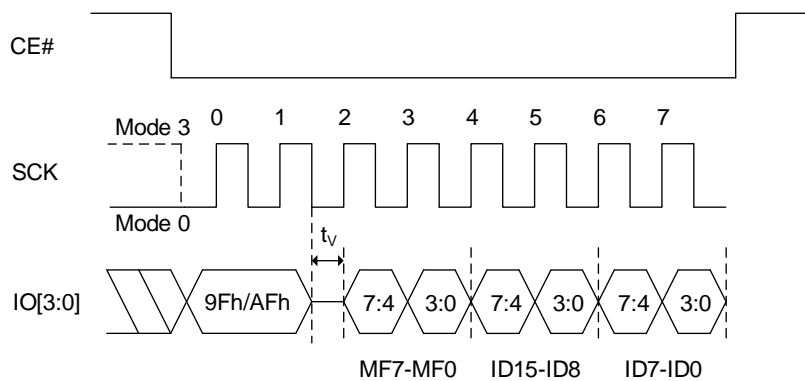 CE#
0 1 2 3 4 5 6 7
Mode 3
SCK
Mode 0
tV
IO[3:0]
9Fh/AFh 7:4 3:0 7:4 3:0 7:4 3:0
MF7-MF0 ID15-ID8 ID7-ID0